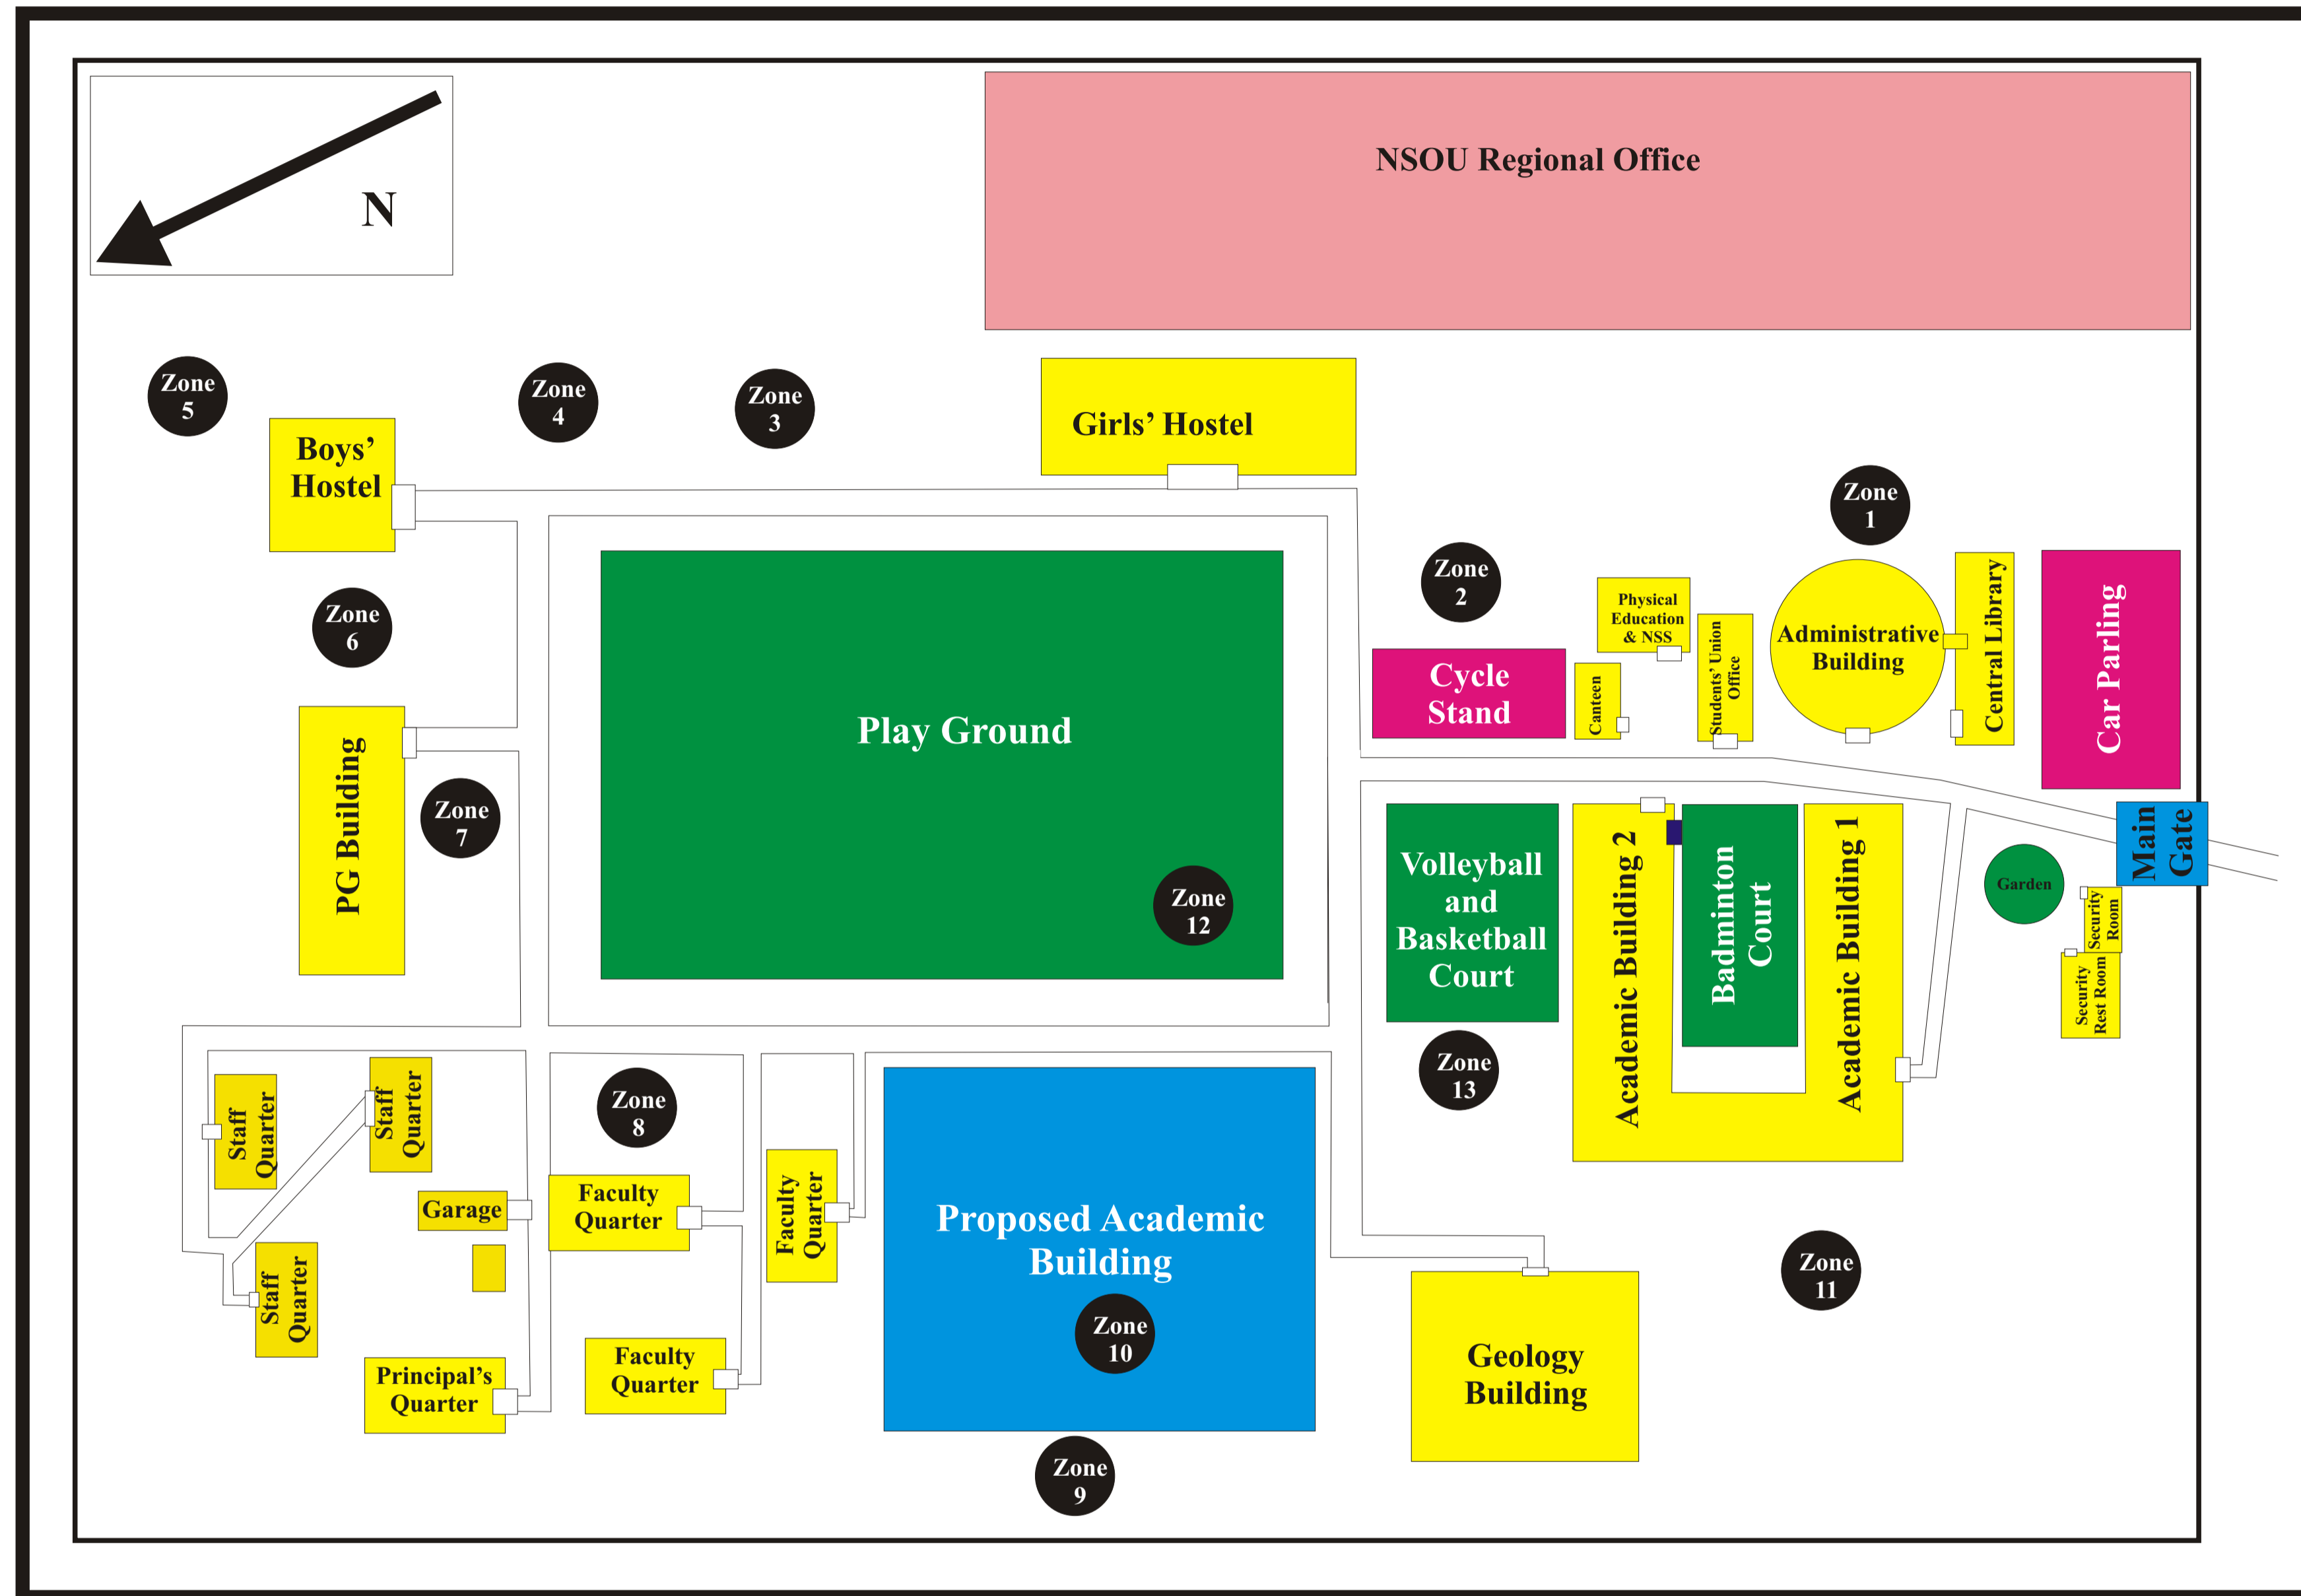 N
NSOU Regional Office
Zone
5
Zone
4
Zone
3
Girls’ Hostel
Boys’
Hostel
Zone
1
Zone
2
Zone
6
Physical
Education
& NSS
Students’ Union
Office
Administrative
Building
Central Library
Car Parling
Cycle
Stand
Canteen
Play Ground
PG Building
Zone
7
Zone
12
Volleyball
and
Basketball
Court
Academic Building 2
Badminton
Court
Academic Building 1
Main
Gate
Garden
Security
Room
Security
Rest Room
Zone
13
Staff
Quarter
Staff
Quarter
Zone
8
Garage
Faculty
Quarter
Faculty
Quarter
Proposed Academic
Building
Zone
10
Zone
11
Staff
Quarter
Principal’s
Quarter
Faculty
Quarter
Geology
Building
Zone
9